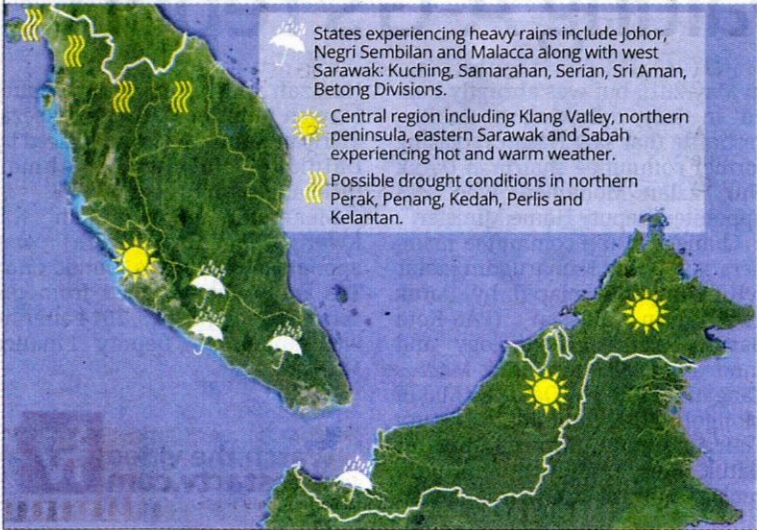 States experiencing heavy rains include Johor,
Negri Sembilan and Malacca along with west
Sarawak: Kuching, Samarahan, Serian, Sri Aman,
Betong Divisions.
Central region including Klang Valley, northern
peninsula, eastern Sarawak and Sabah
experiencing hot and warm weather.
Possible drought conditions in northern
Perak, Penang, Kedah, Perlis and
Kelantan.